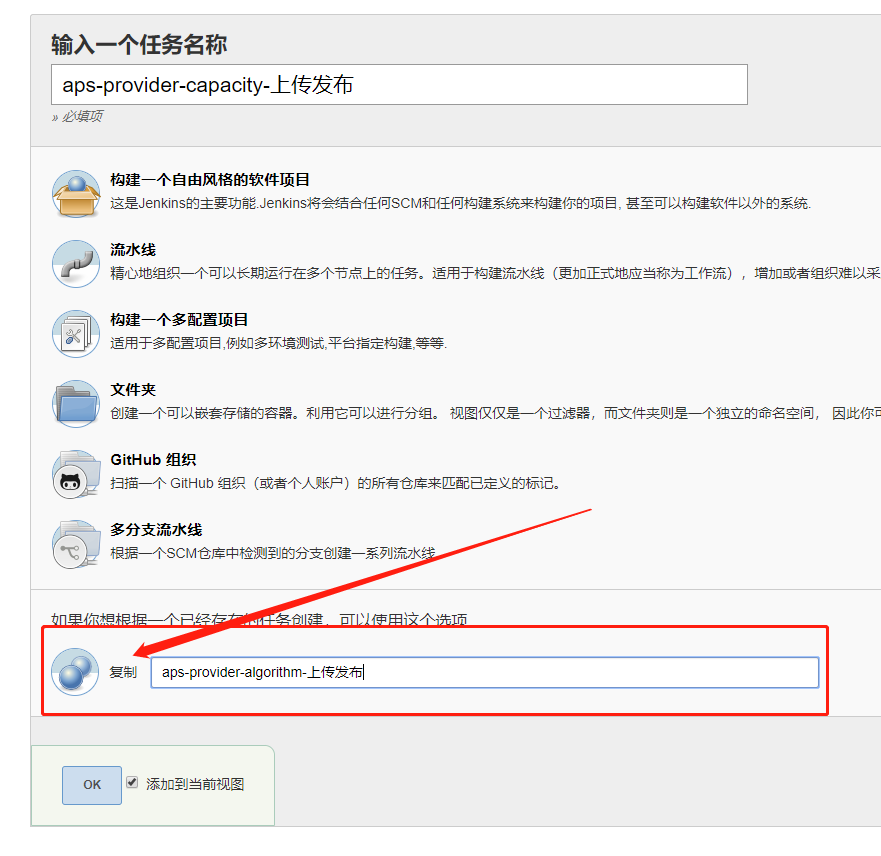 输入一个任务名称
aps-provider-capacity-上传发布
» 必填项
构建一个自由风格的软件项目
这是Jenkins的主要功能.Jenkins将会结合任何SCM和任何构建系统来构建你的项目, 甚至可以构建软件以外的系统.
流水线
精心地组织一个可以长期运行在多个节点上的任务。适用于构建流水线（更加正式地应当称为工作流），增加或者组织难以采
构建一个多配置项目
适用于多配置项目,例如多环境测试,平台指定构建,等等.
文件夹
创建一个可以嵌套存储的容器。利用它可以进行分组。 视图仅仅是一个过滤器，而文件夹则是一个独立的命名空间， 因此你可
GitHub 组织
扫描一个 GitHub 组织（或者个人账户）的所有仓库来匹配已定义的标记。
多分支流水线
根据一个SCM仓库中检测到的分支创建一系列流水线。
如果你想根据一个已经存在的任务创建，可以使用这个选项
复制
aps-provider-algorithm-上传发布
OK
添加到当前视图